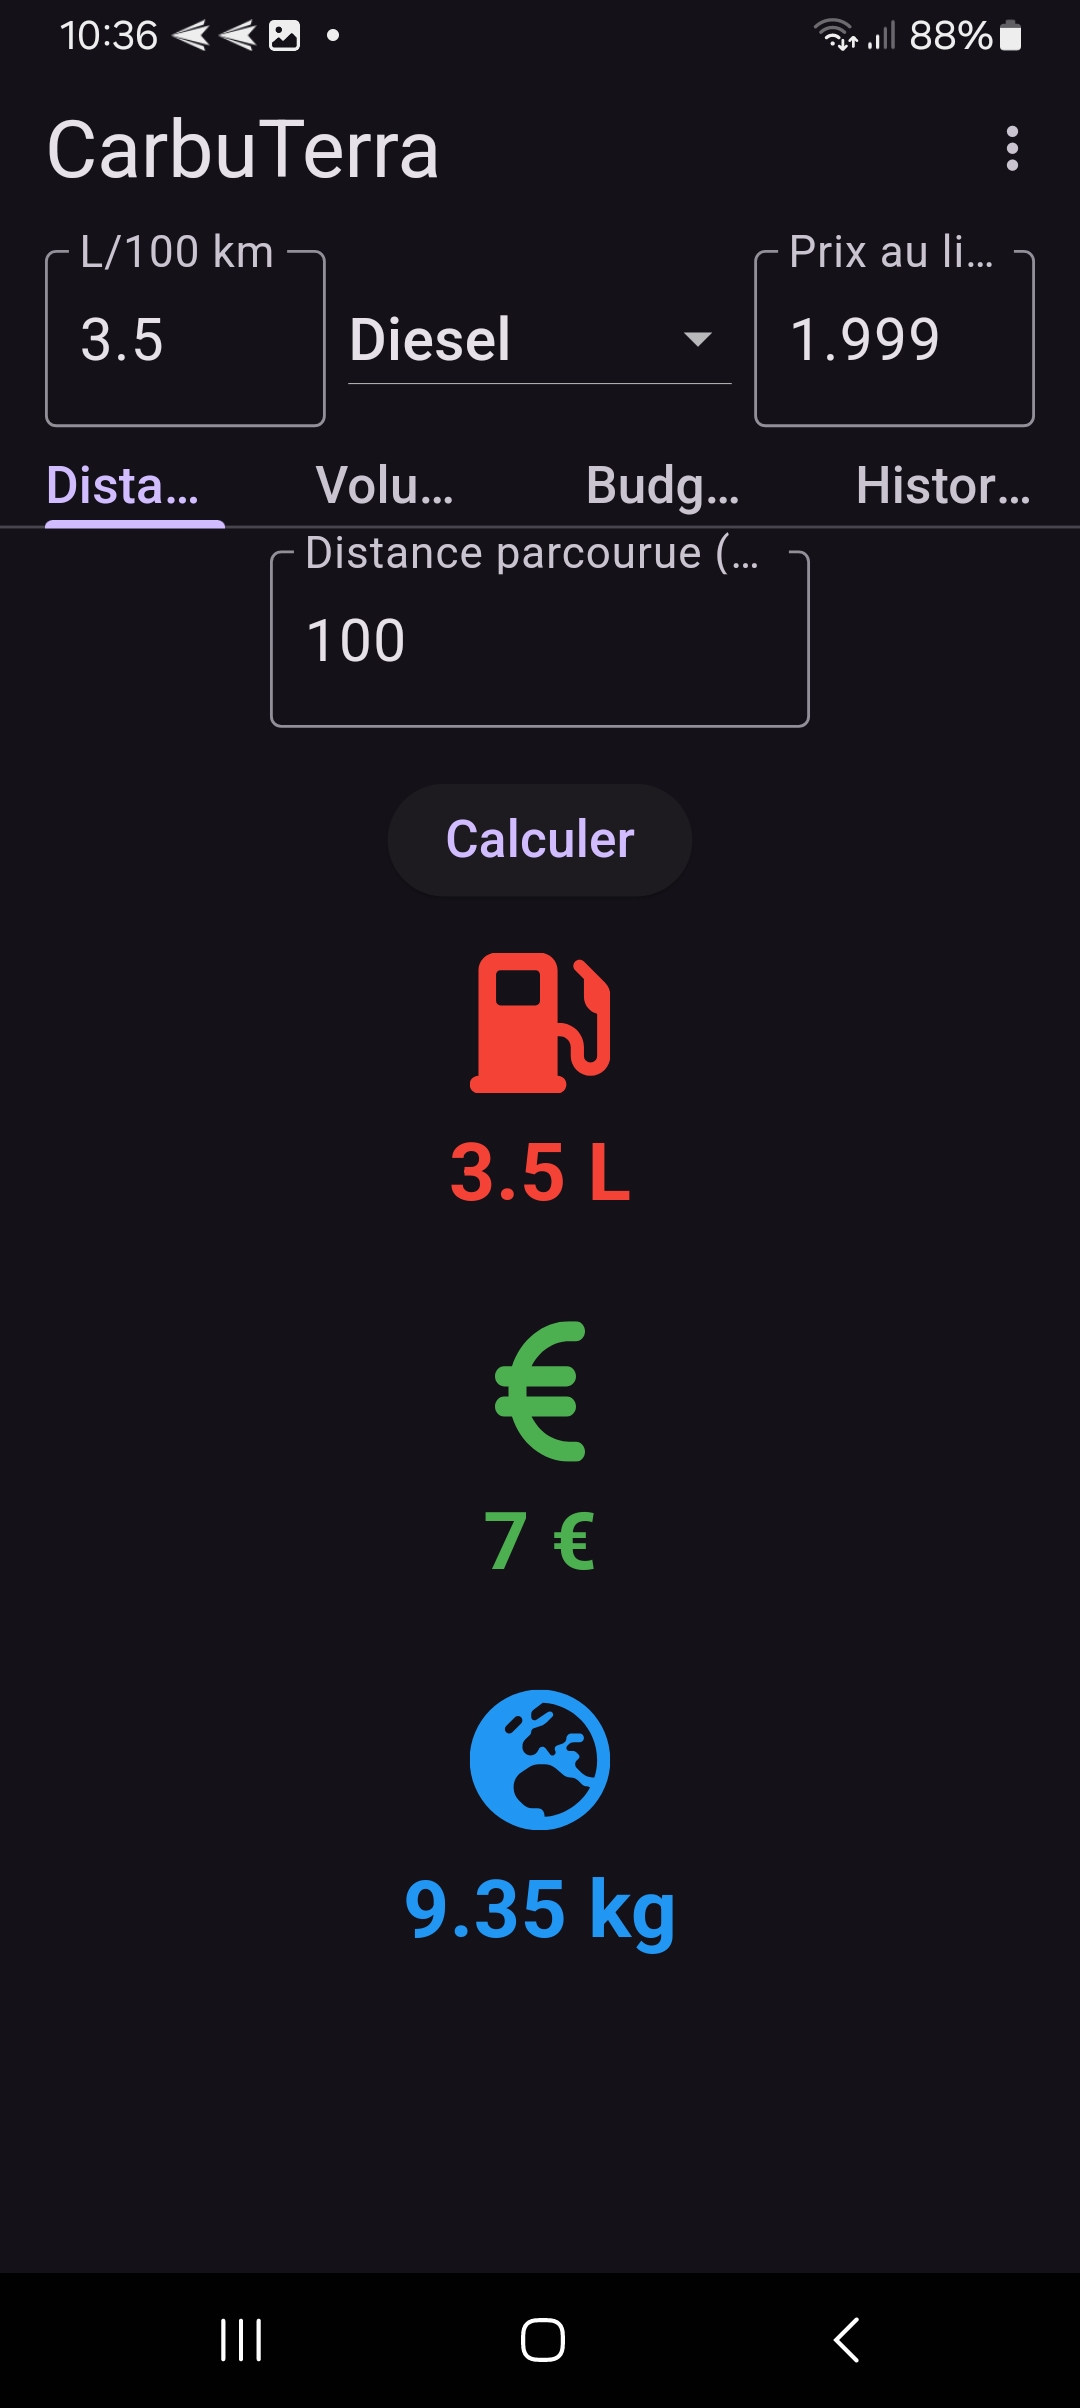 10:36 88%
CarbuTerra
L/100 km Prix au li...
3.5 Diesel 1.999
Dista... Volu... Budg... Histor...
Distance parcourue (...
100
Calculer
3.5 L
7 €
9.35 kg